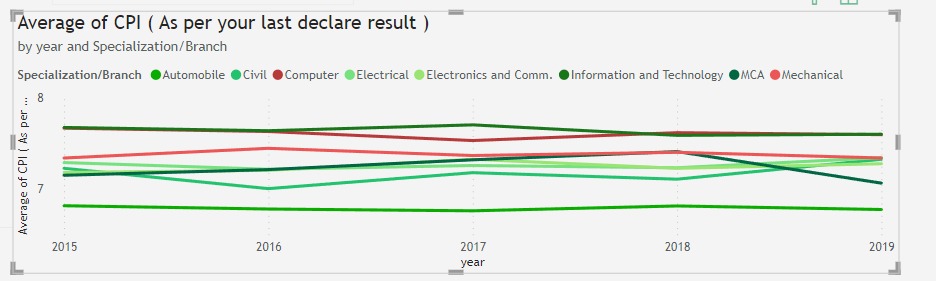 Average of CPI ( As per your last declare result )
by year and Specialization/Branch
Specialization/Branch Automobile Civil Computer Electrical Electronics and Comm. Information and Technology MCA Mechanical
8
Average of CPI ( As per ...
7
2015 2016 2017 2018 2019
year